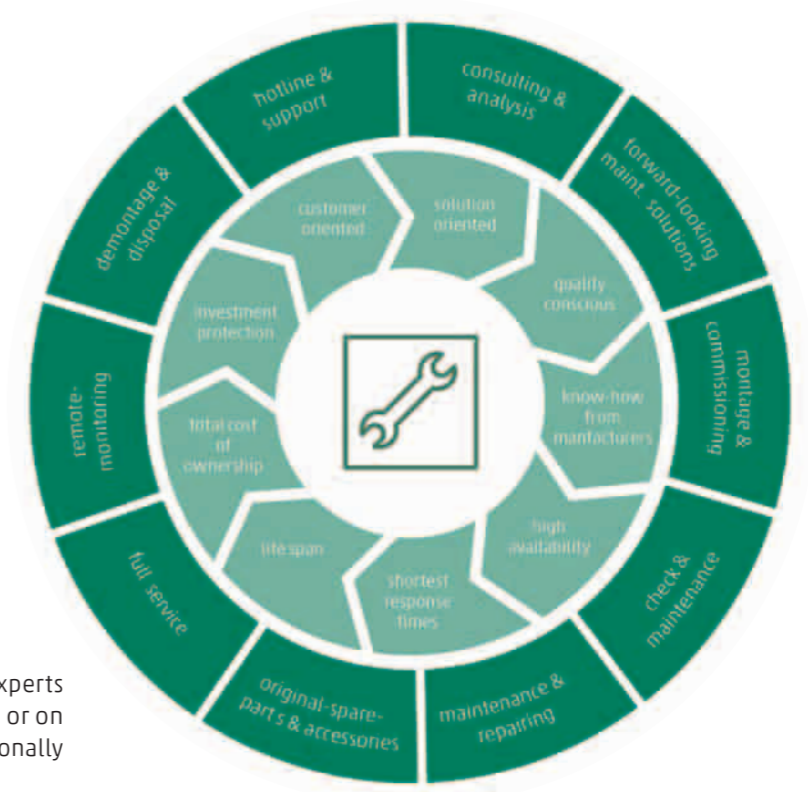 hotline &
support
consulting &
analysis
forward-looking
maint. solutions
montage &
commissioning
check &
maintenance
maintenance &
repairing
original-spare-
parts & accessories
full service
remote-
monitoring
demontage &
disposal
customer
oriented
solution
oriented
quality
conscious
know-how
from
manfacturers
high
availability
shortest
response
times
life span
total cost
of
ownership
investment
protection
xperts
or on
onally